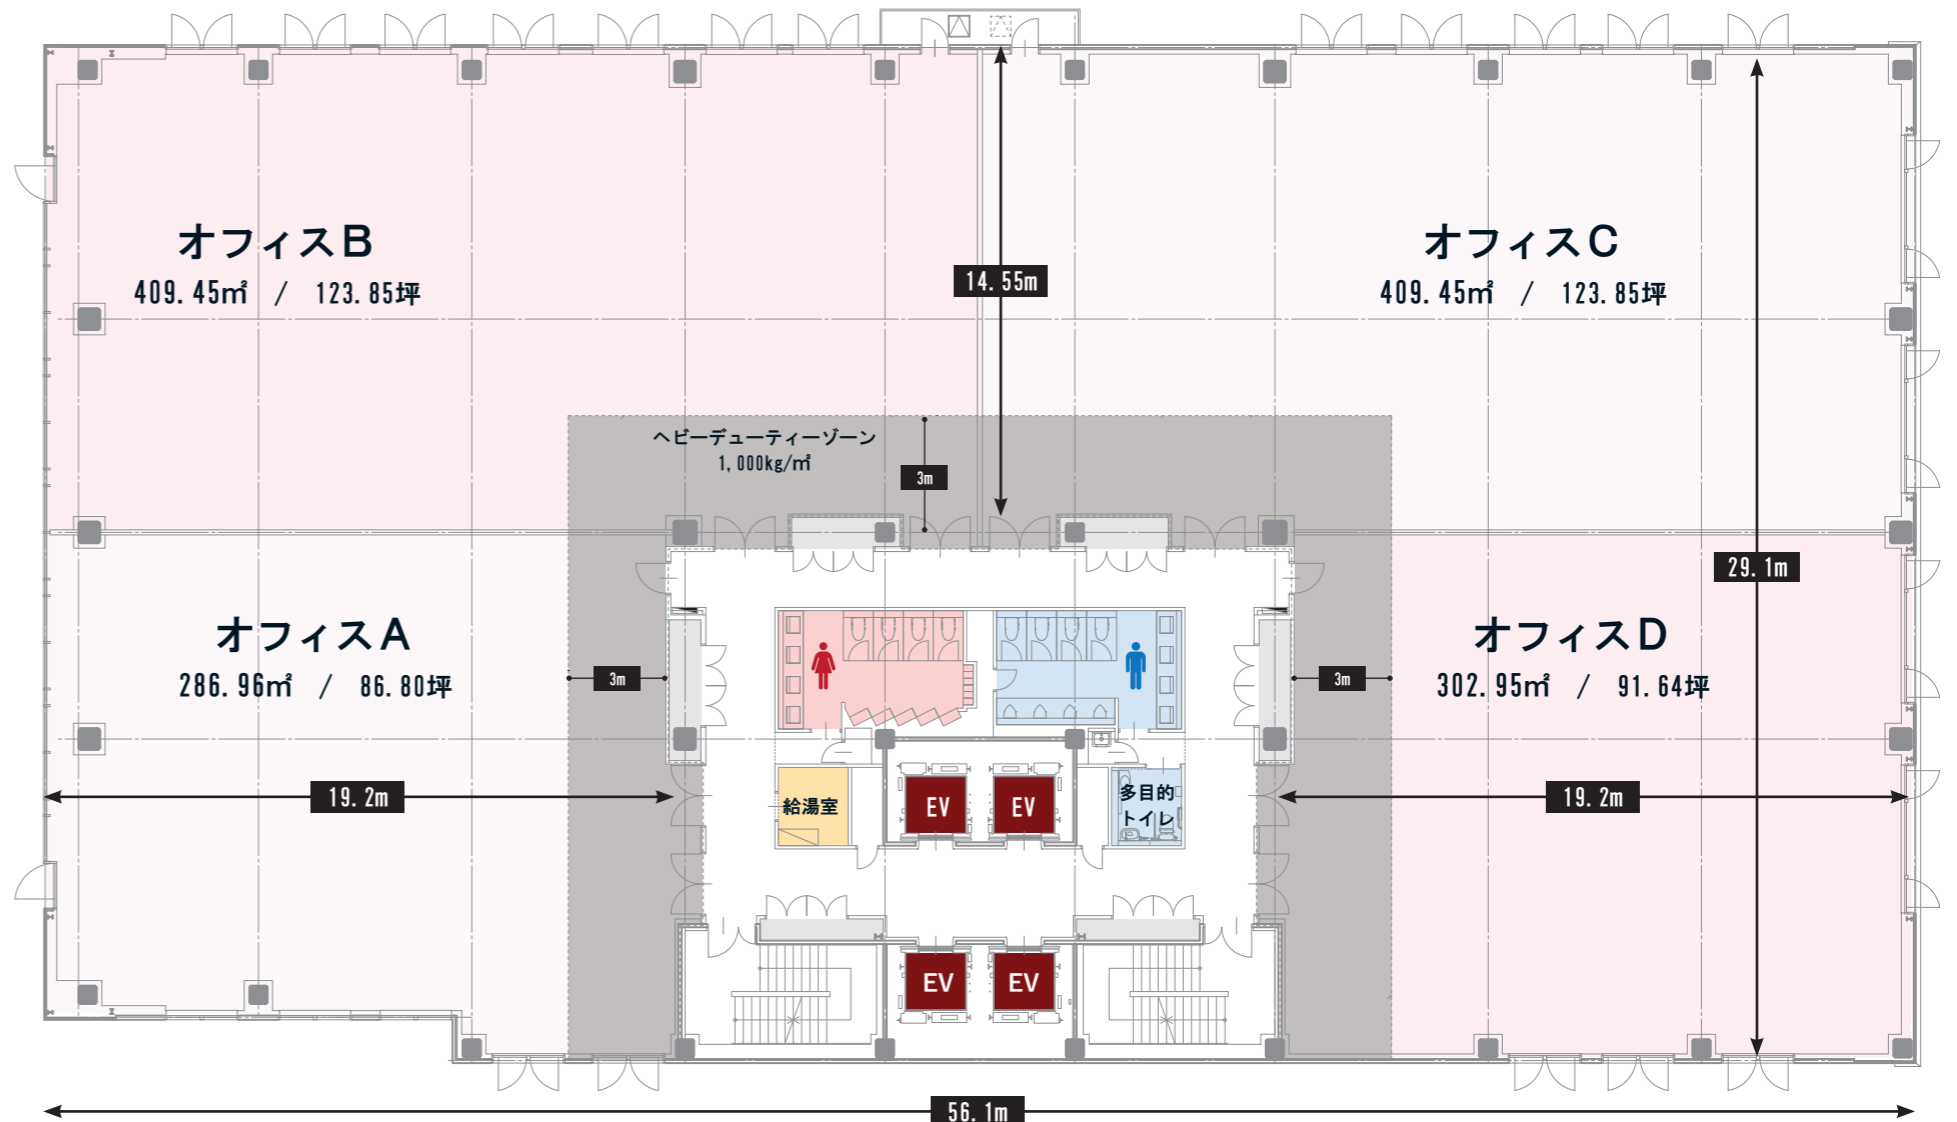 オフィスB
409.45㎡ / 123.85坪
オフィスC
409.45㎡ / 123.85坪
14.55m
ヘビーデューティーゾーン
1,000kg/㎡
3m
29.1m
オフィスA
286.96㎡ / 86.80坪
3m
3m
オフィスD
302.95㎡ / 91.64坪
19.2m
給湯室
EV
EV
多目的
トイレ
19.2m
EV
EV
56.1m